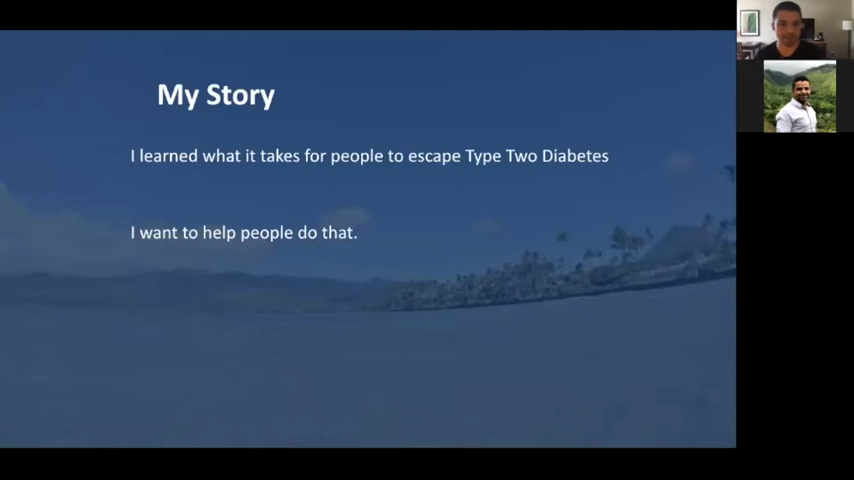 My Story
I learned what it takes for people to escape Type Two Diabetes
I want to help people do that.